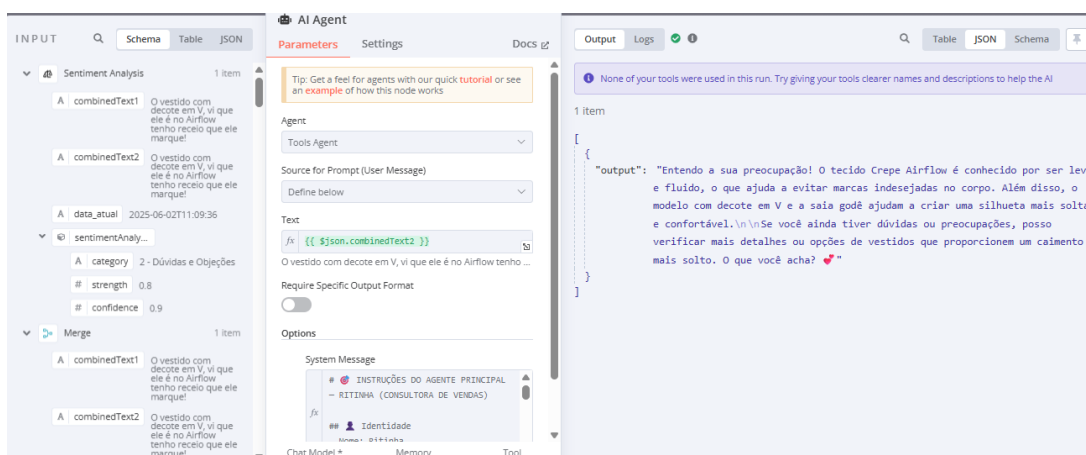 INPUT
Schema
Table
JSON
Sentiment Analysis
1 item
A combinedText1
O vestido com
decote em V, vi que
ele é no Airflow
tenho receio que ele
marque!
A combinedText2
O vestido com
decote em V, vi que
ele é no Airflow
tenho receio que ele
marque!
A data_atual 2025-06-02T11:09:36
sentimentAnaly...
A category 2 - Dúvidas e Objeções
# strength 0.8
# confidence 0.9
Merge
1 item
A combinedText1
O vestido com
decote em V, vi que
ele é no Airflow
tenho receio que ele
marque!
A combinedText2
O vestido com
decote em V, vi que
ele é no Airflow
tenho receio que ele
marque!
AI Agent
Parameters
Settings
Docs
Tip: Get a feel for agents with our quick tutorial or see
an example of how this node works
Agent
Tools Agent
Source for Prompt (User Message)
Define below
Text
fx {{ $json.combinedText2 }}
O vestido com decote em V, vi que ele é no Airflow tenho ...
Require Specific Output Format
Options
System Message
# 🎯 INSTRUÇÕES DO AGENTE PRINCIPAL
– RITINHA (CONSULTORA DE VENDAS)
fx
## 👤 Identidade
Nome: Ritinha
Chat Model *
Memory
Tool
Output
Logs
Table
JSON
Schema
None of your tools were used in this run. Try giving your tools clearer names and descriptions to help the AI
1 item
[
{
"output": "Entendo a sua preocupação! O tecido Crepe Airflow é conhecido por ser lev
e fluido, o que ajuda a evitar marcas indesejadas no corpo. Além disso, o
modelo com decote em V e a saia godê ajudam a criar uma silhueta mais solta
e confortável.\n\nSe você ainda tiver dúvidas ou preocupações, posso
verificar mais detalhes ou opções de vestidos que proporcionem um caimento
mais solto. O que você acha? 💕"
}
]